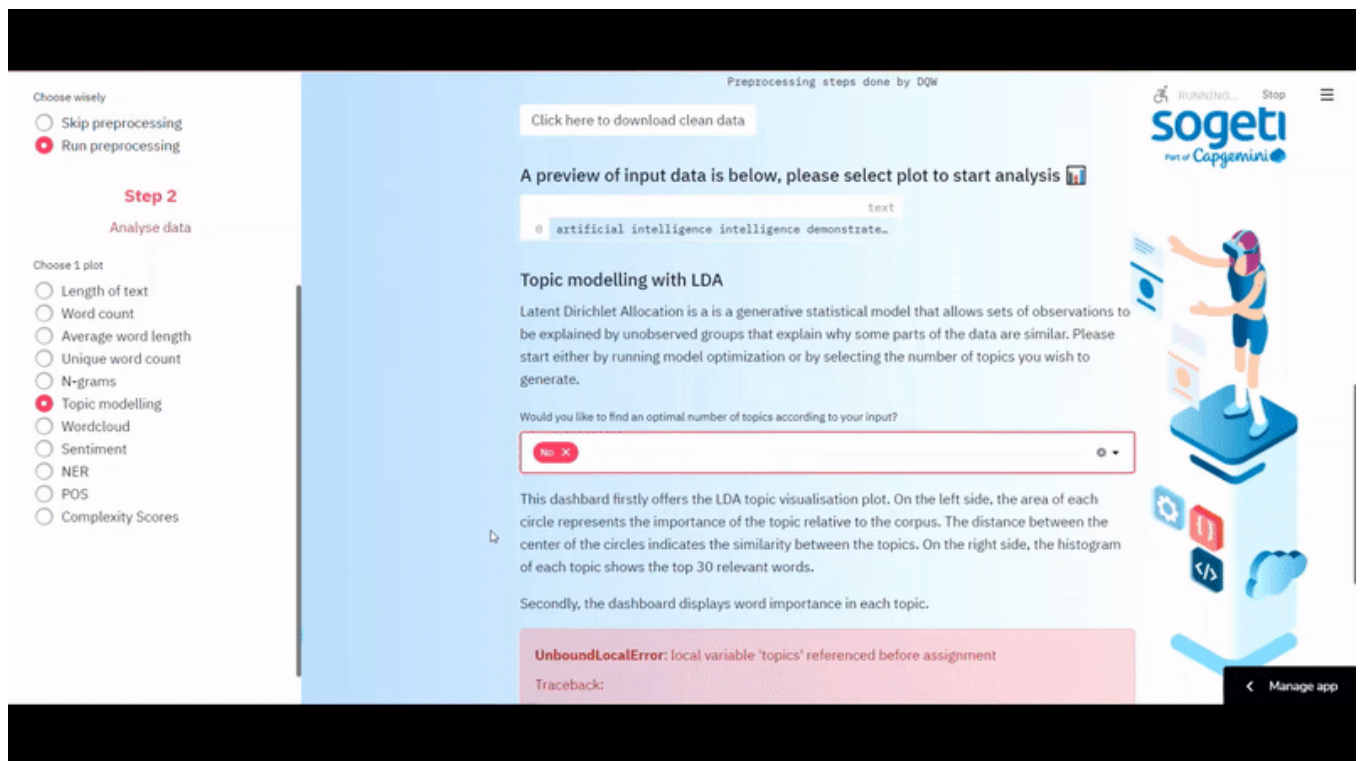 Choose wisely
Skip preprocessing
Run preprocessing
Step 2
Analyse data
Choose 1 plot
Length of text
Word count
Average word length
Unique word count
N-grams
Topic modelling
Wordcloud
Sentiment
NER
POS
Complexity Scores
Preprocessing steps done by DQW
Click here to download clean data
A preview of input data is below, please select plot to start analysis 📊
text
0 artificial intelligence intelligence demonstrate…
Topic modelling with LDA
Latent Dirichlet Allocation is a is a generative statistical model that allows sets of observations to
be explained by unobserved groups that explain why some parts of the data are similar. Please
start either by running model optimization or by selecting the number of topics you wish to
generate.
Would you like to find an optimal number of topics according to your input?
No ×
This dashbard firstly offers the LDA topic visualisation plot. On the left side, the area of each
circle represents the importance of the topic relative to the corpus. The distance between the
center of the circles indicates the similarity between the topics. On the right side, the histogram
of each topic shows the top 30 relevant words.
Secondly, the dashboard displays word importance in each topic.
UnboundLocalError: local variable 'topics' referenced before assignment
Traceback:
RUNNING... Stop
sogeti
Part of Capgemini
{}
</>
< Manage app